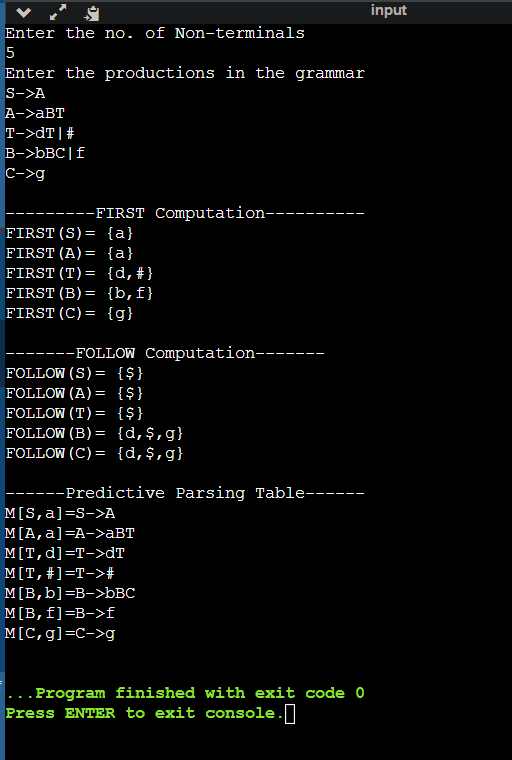 input
Enter the no. of Non-terminals
5
Enter the productions in the grammar
S->A
A->aBT
T->dT|#
B->bBC|f
C->g
---------FIRST Computation----------
FIRST(S)= {a}
FIRST(A)= {a}
FIRST(T)= {d,#}
FIRST(B)= {b,f}
FIRST(C)= {g}
-------FOLLOW Computation-------
FOLLOW(S)= {$}
FOLLOW(A)= {$}
FOLLOW(T)= {$}
FOLLOW(B)= {d,$,g}
FOLLOW(C)= {d,$,g}
------Predictive Parsing Table------
M[S,a]=S->A
M[A,a]=A->aBT
M[T,d]=T->dT
M[T,#]=T->#
M[B,b]=B->bBC
M[B,f]=B->f
M[C,g]=C->g
...Program finished with exit code 0
Press ENTER to exit console.